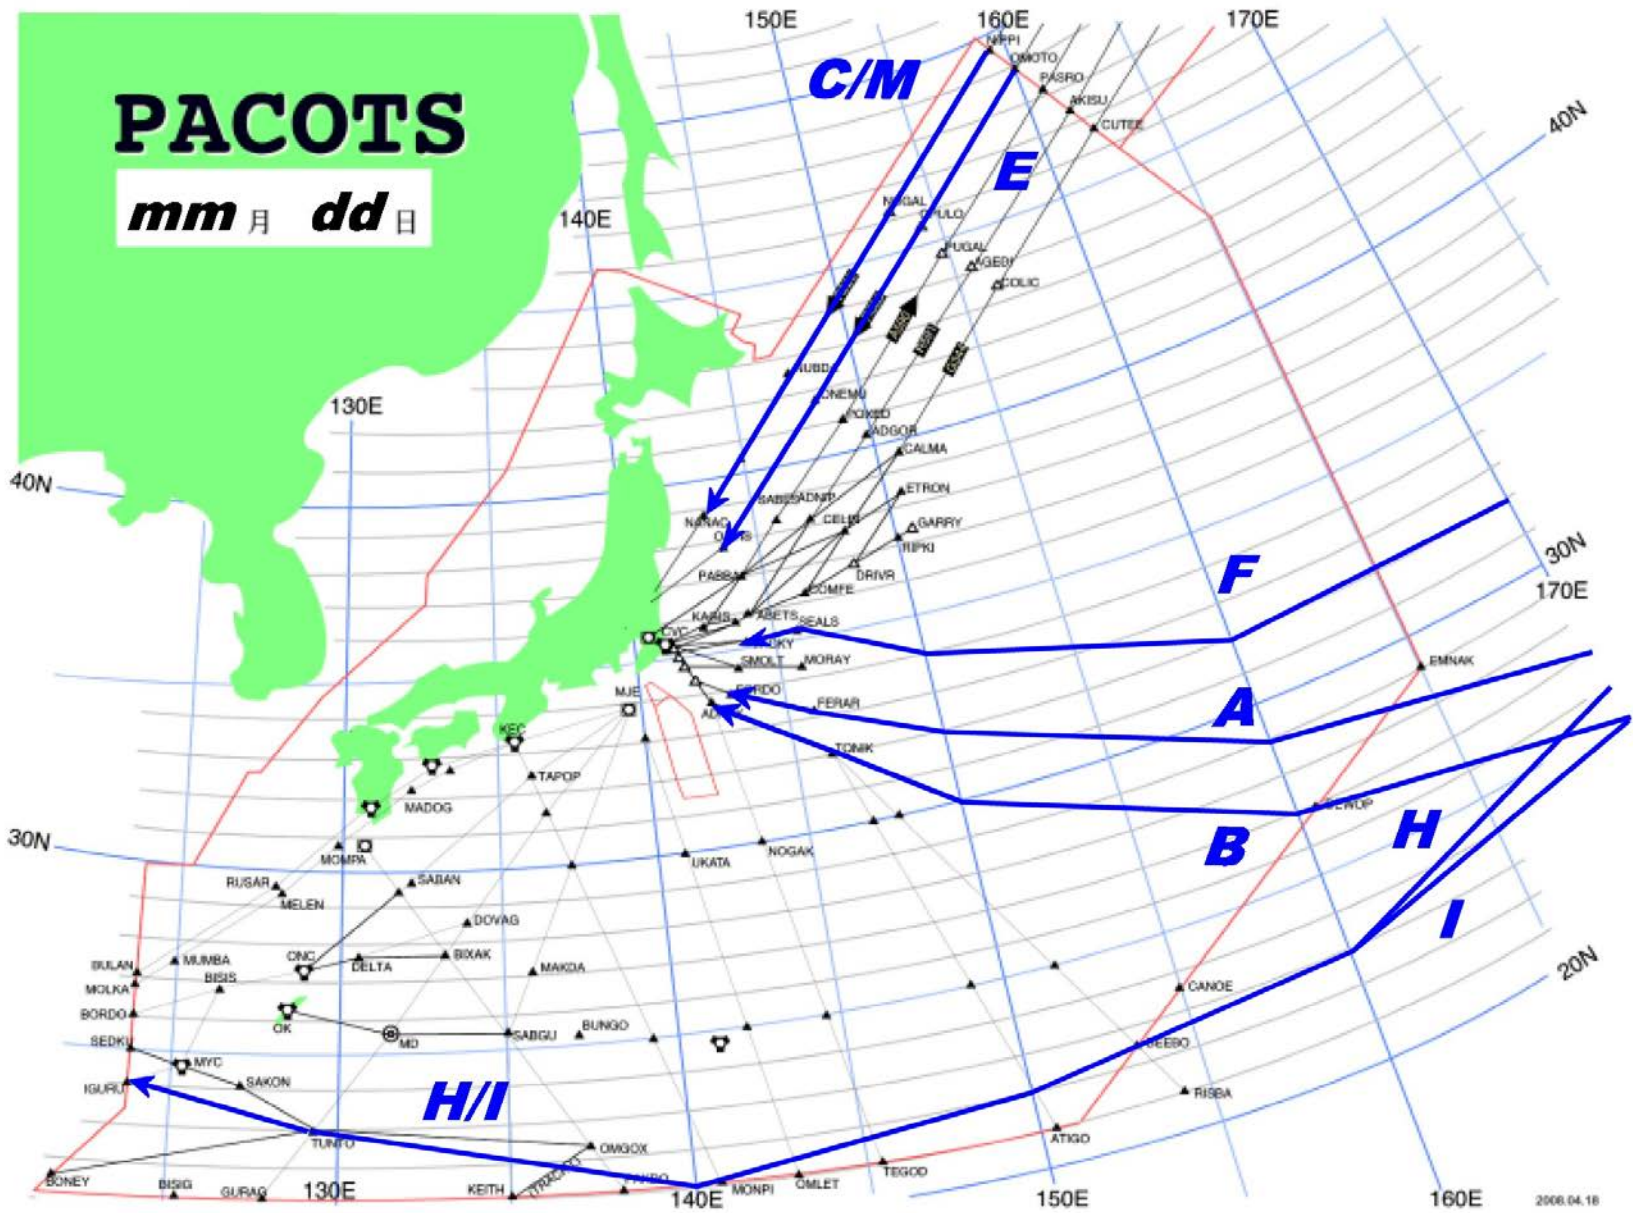 150E
160E
170E
NIPPI
OMOTO
C/M
PASRO
PACOTS
AKISU
40N
CUTEE
E
mm月 dd日
NOGAL
OPULO
140E
PUGAL
AGEDI
COLIC
NUBDA
ONEMU
130E
POXED
ADGOR
CALMA
40N
ETRON
SABES
ADNIP
NANAC
CELIN
GARRY
30N
RIPKI
PABBA
DRIVR
F
170E
COMFE
KAGIS
ABETS
SEALS
CVC
SMOLT
MORAY
EMNAK
MJE
FERAR
A
KEC
TONIK
TAPOP
MADOG
H
30N
B
MOMPA
UKATA
NOGAK
RUSAR
SABAN
MELEN
DOVAG
I
ONC
BIXAK
BULAN
MUMBA
DELTA
MAKDA
20N
BISIS
MOLKA
CANOE
BORDO
OK
BUNGO
SABGU
SEDKU
MD
MYC
IGURU
SAKON
H/I
RISBA
TUNTO
ATIGO
OMGOX
TEGOD
BONEY
BISIG
GURAG
130E
KEITH
(TRACAF)
140E
MONPI
OMLET
150E
160E
2008.04.18